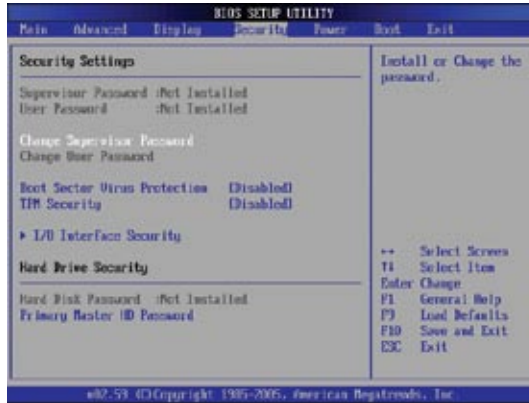 BIOS SETUP UTILITY
Main Advanced Display Security Power Boot Exit
Security Settings
Supervisor Password :Not Installed
User Password :Not Installed
Change Supervisor Password
Change User Password
Boot Sector Virus Protection [Disabled]
TPM Security [Disabled]
▶ I/O Interface Security
Hard Drive Security
Hard Disk Password :Not Installed
Primary Master HD Password
Install or Change the
password.
↔ Select Screen
↑↓ Select Item
Enter Change
F1 General Help
F9 Load Defaults
F10 Save and Exit
ESC Exit
v02.59 (C)Copyright 1985-2005, American Megatrends, Inc.